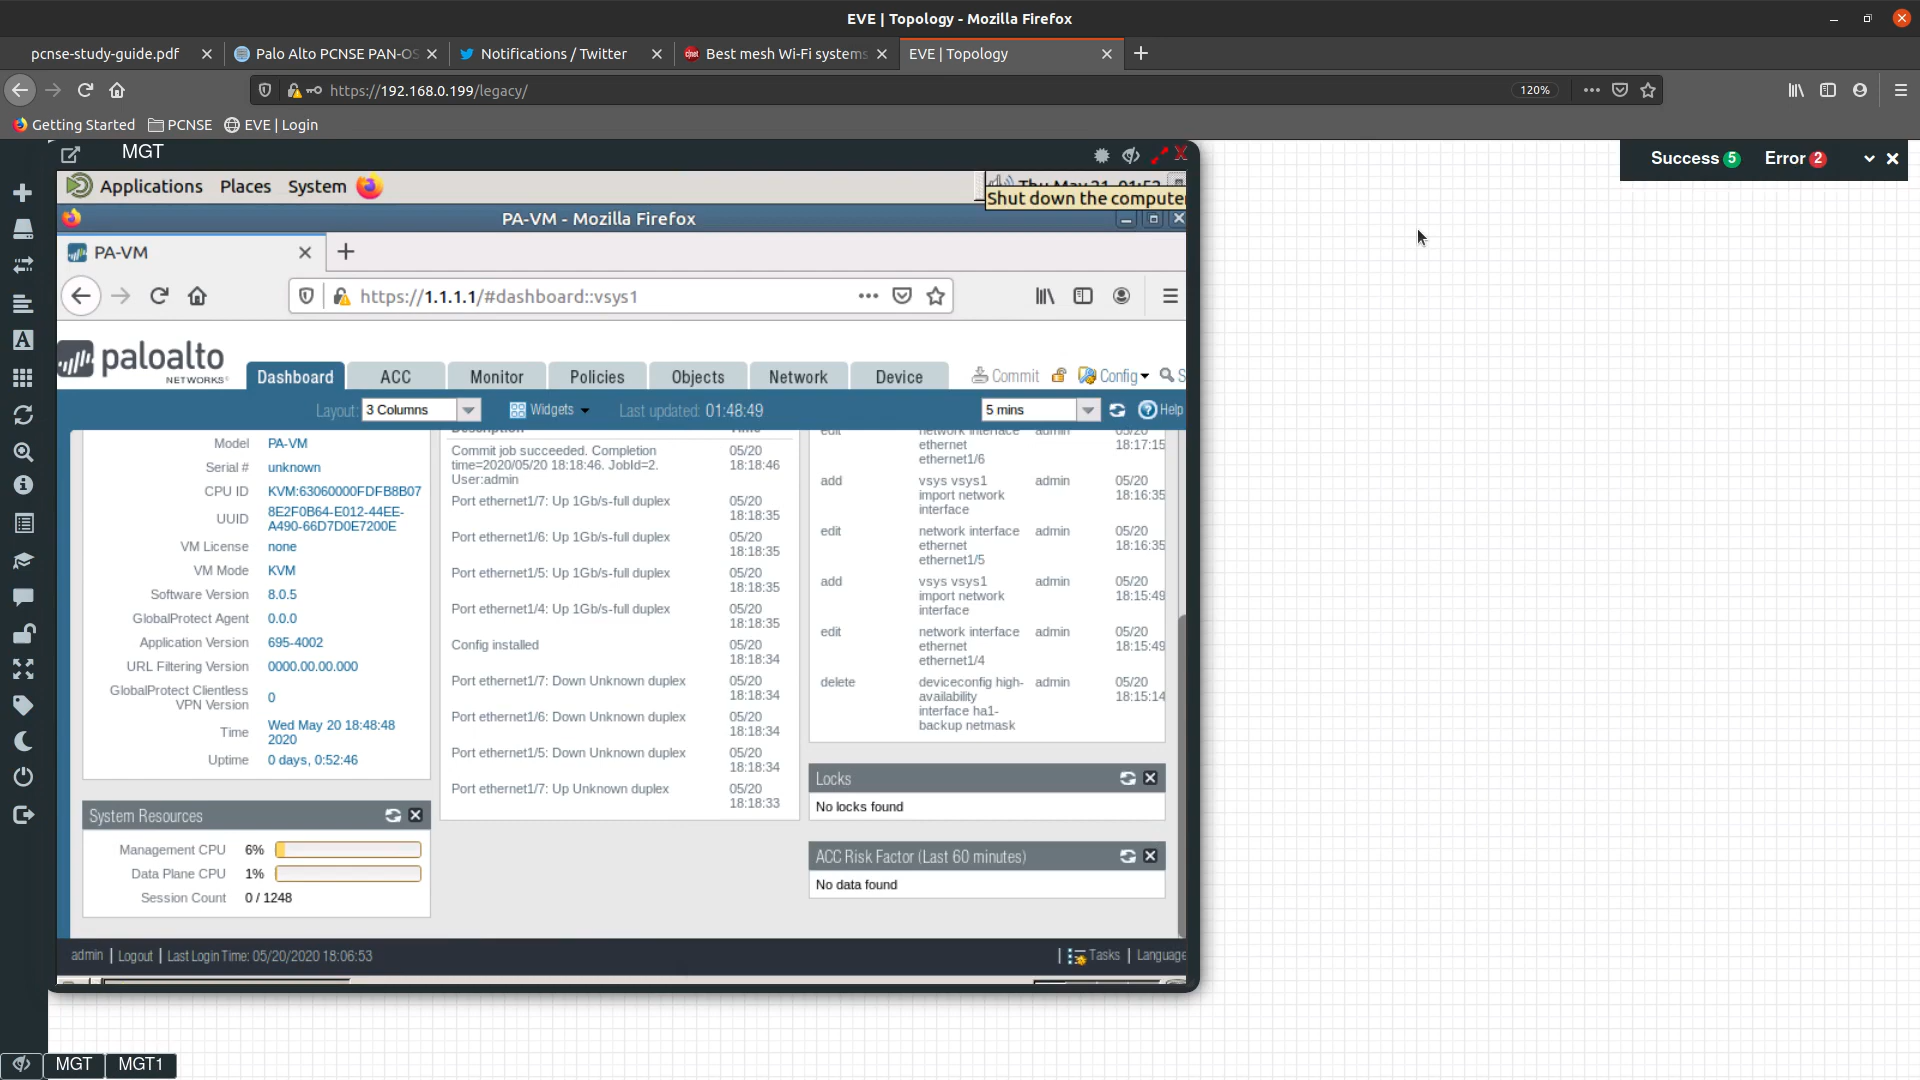 EVE | Topology - Mozilla Firefox
pcnse-study-guide.pdf
Palo Alto PCNSE PAN-OS
Notifications / Twitter
Best mesh Wi-Fi systems
EVE | Topology
https://192.168.0.199/legacy/
120%
Getting Started
PCNSE
EVE | Login
MGT
Success 5
Error 2
Applications Places System
Shut down the computer
PA-VM - Mozilla Firefox
PA-VM
https://1.1.1.1/#dashboard::vsys1
paloalto
NETWORKS
Dashboard
ACC
Monitor
Policies
Objects
Network
Device
Commit
Config
Layout: 3 Columns
Widgets
Last updated: 01:48:49
5 mins
Help
Model PA-VM
Serial # unknown
CPU ID KVM:63060000FDFB8B07
UUID 8E2F0B64-E012-44EE-
A490-66D7D0E7200E
VM License none
VM Mode KVM
Software Version 8.0.5
GlobalProtect Agent 0.0.0
Application Version 695-4002
URL Filtering Version 0000.00.00.000
GlobalProtect Clientless
VPN Version 0
Time Wed May 20 18:48:48
2020
Uptime 0 days, 0:52:46
System Resources
Management CPU 6%
Data Plane CPU 1%
Session Count 0 / 1248
Commit job succeeded. Completion 05/20
time=2020/05/20 18:18:46. JobId=2. 18:18:46
User:admin
Port ethernet1/7: Up 1Gb/s-full duplex 05/20
18:18:35
Port ethernet1/6: Up 1Gb/s-full duplex 05/20
18:18:35
Port ethernet1/5: Up 1Gb/s-full duplex 05/20
18:18:35
Port ethernet1/4: Up 1Gb/s-full duplex 05/20
18:18:35
Config installed 05/20
18:18:34
Port ethernet1/7: Down Unknown duplex 05/20
18:18:34
Port ethernet1/6: Down Unknown duplex 05/20
18:18:34
Port ethernet1/5: Down Unknown duplex 05/20
18:18:34
Port ethernet1/7: Up Unknown duplex 05/20
18:18:33
edit network interface admin
ethernet 18:17:15
ethernet1/6
add vsys vsys1 admin 05/20
import network 18:16:35
interface
edit network interface admin 05/20
ethernet 18:16:35
ethernet1/5
add vsys vsys1 admin 05/20
import network 18:15:49
interface
edit network interface admin 05/20
ethernet 18:15:49
ethernet1/4
delete deviceconfig high- admin 05/20
availability 18:15:14
interface ha1-
backup netmask
Locks
No locks found
ACC Risk Factor (Last 60 minutes)
No data found
admin | Logout | Last Login Time: 05/20/2020 18:06:53
| Tasks | Language
MGT
MGT1